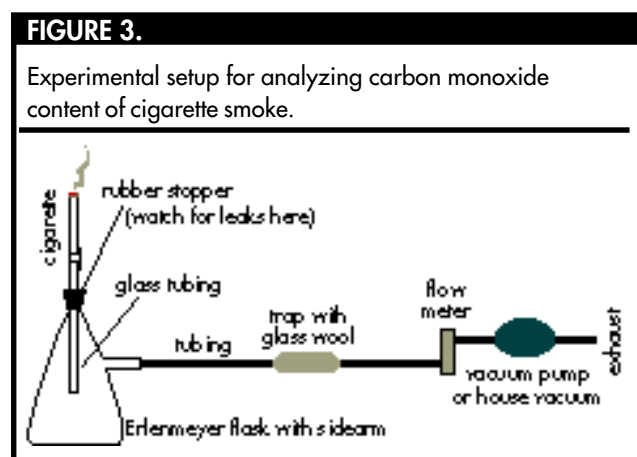 FIGURE 3.
Experimental setup for analyzing carbon monoxide
content of cigarette smoke.
cigarette
rubber stopper
(watch for leaks here)
glass tubing
tubing
trap with
glass wool
flow
meter
exhaust
vacuum pump
or house vacuum
Erlenmeyer flask with sidearm